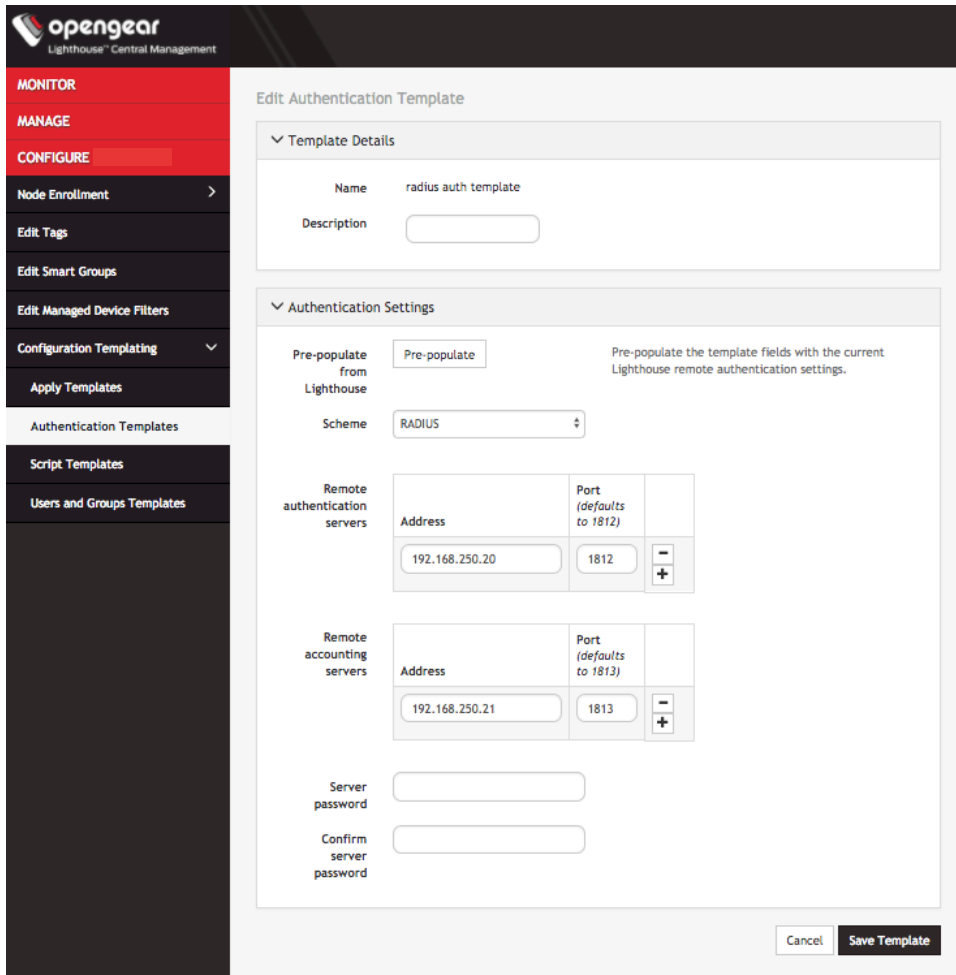 opengear
Lighthouse™ Central Management
MONITOR
MANAGE
CONFIGURE
Node Enrollment
Edit Tags
Edit Smart Groups
Edit Managed Device Filters
Configuration Templating
Apply Templates
Authentication Templates
Script Templates
Users and Groups Templates
Edit Authentication Template
Template Details
Name radius auth template
Description
Authentication Settings
Pre-populate
from
Lighthouse
Pre-populate
Pre-populate the template fields with the current
Lighthouse remote authentication settings.
Scheme RADIUS
Remote
authentication
servers
Address
Port
(defaults
to 1812)
192.168.250.20 1812
Remote
accounting
servers
Address
Port
(defaults
to 1813)
192.168.250.21 1813
Server
password
Confirm
server
password
Cancel Save Template